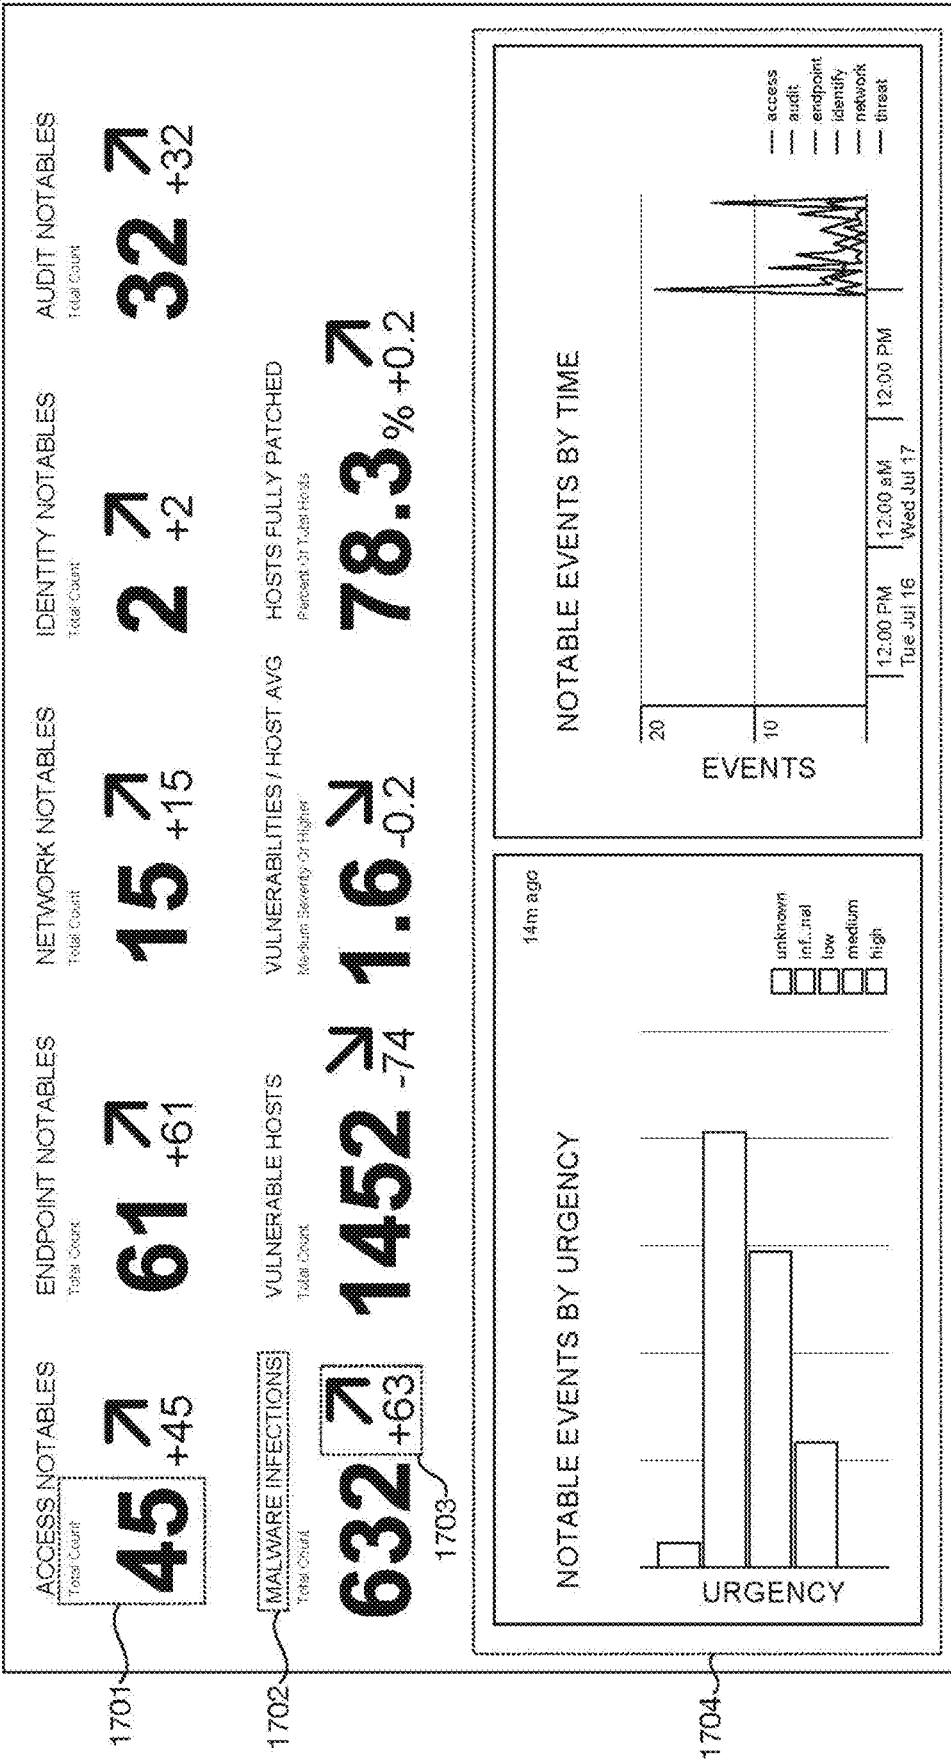 1701
ACCESS NOTABLES
Total Count
45 +45
ENDPOINT NOTABLES
Total Count
61 +61
NETWORK NOTABLES
Total Count
15 +15
IDENTITY NOTABLES
Total Count
2 +2
AUDIT NOTABLES
Total Count
32 +32
1702
MALWARE INFECTIONS
Total Count
632 +63
1703
VULNERABLE HOSTS
Total Count
1452 -74
VULNERABILITIES / HOST AVG
Medium Severity Or Higher
1.6 -0.2
HOSTS FULLY PATCHED
Percent Of Total Hosts
78.3% +0.2
1704
14m ago
NOTABLE EVENTS BY URGENCY
URGENCY
unknown
inf...nal
low
medium
high
NOTABLE EVENTS BY TIME
EVENTS
20
10
12:00 PM
Tue Jul 16
12:00 aM
Wed Jul 17
12:00 PM
access
audit
endpoint
identify
network
threat